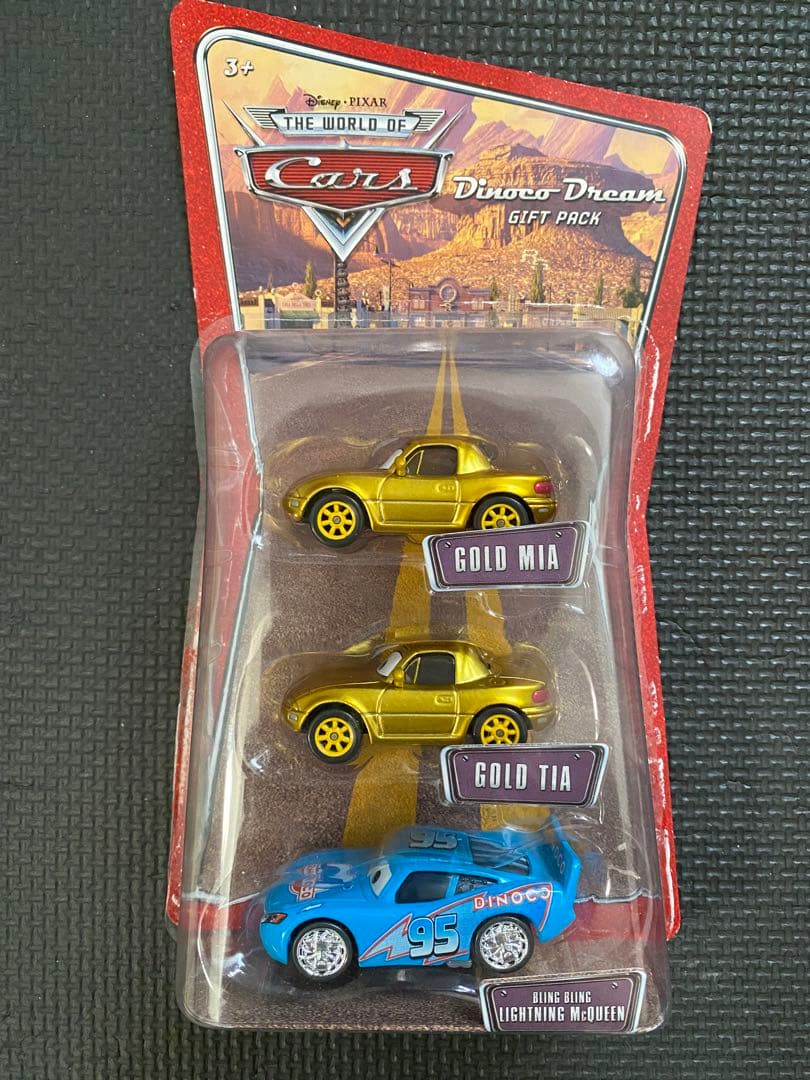 3+
Disney • PIXAR
THE WORLD OF
Cars
Dinoco Dream
GIFT PACK
GOLD MIA
GOLD TIA
95
DINOCO
95
BLING BLING
LIGHTNING McQUEEN